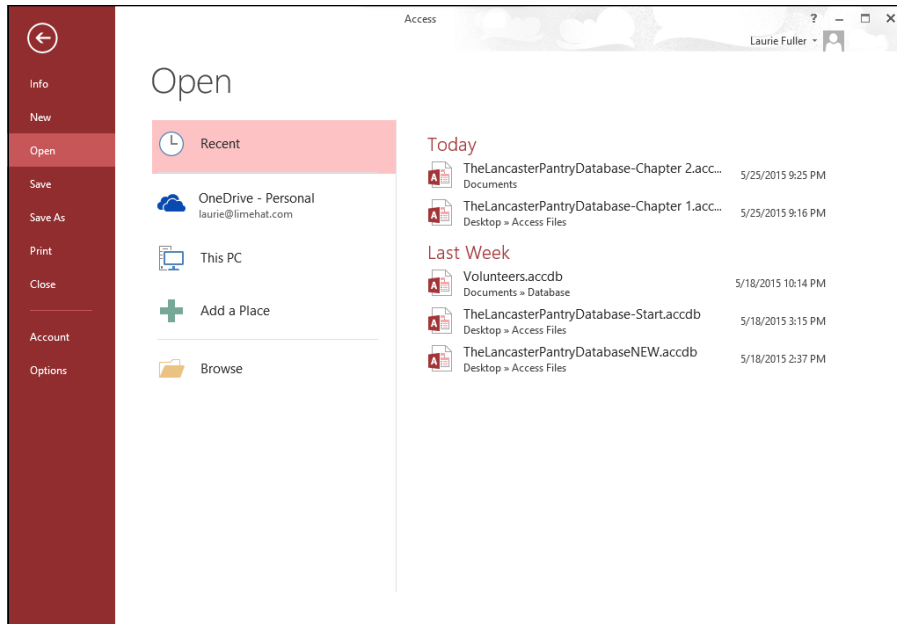 Access
?
Laurie Fuller
Info
New
Open
Save
Save As
Print
Close
Account
Options
Open
Recent
OneDrive - Personal
laurie@limehat.com
This PC
Add a Place
Browse
Today
TheLancasterPantryDatabase-Chapter 2.acc... 5/25/2015 9:25 PM
Documents
TheLancasterPantryDatabase-Chapter 1.acc... 5/25/2015 9:16 PM
Desktop » Access Files
Last Week
Volunteers.accdb 5/18/2015 10:14 PM
Documents » Database
TheLancasterPantryDatabase-Start.accdb 5/18/2015 3:15 PM
Desktop » Access Files
TheLancasterPantryDatabaseNEW.accdb 5/18/2015 2:37 PM
Desktop » Access Files